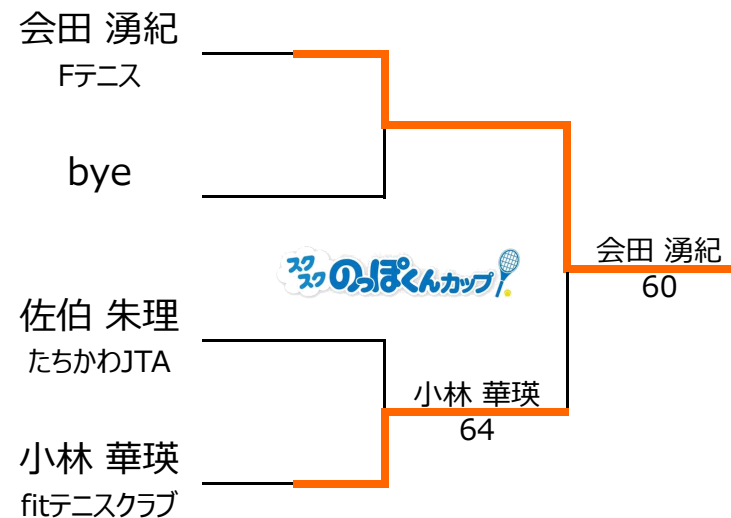 会田 湧紀
Fテニス
bye
スクスク のっぽくんカップ
会田 湧紀
60
佐伯 朱理
たちかわJTA
小林 華瑛
64
小林 華瑛
fitテニスクラブ